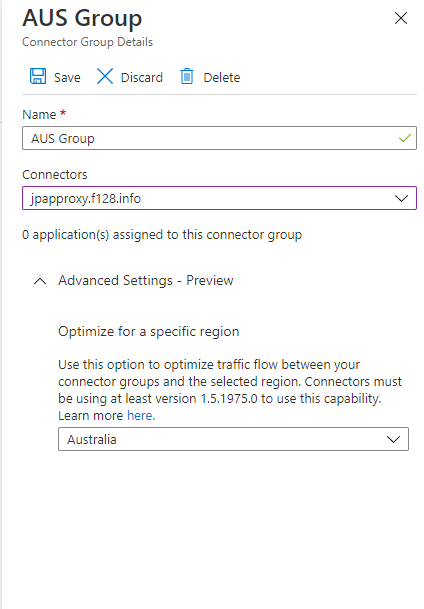 AUS Group
Connector Group Details
Save Discard Delete
Name *
AUS Group
Connectors
jpapproxy.f128.info
0 application(s) assigned to this connector group
Advanced Settings - Preview
Optimize for a specific region
Use this option to optimize traffic flow between your
connector groups and the selected region. Connectors must
be using at least version 1.5.1975.0 to use this capability.
Learn more here.
Australia